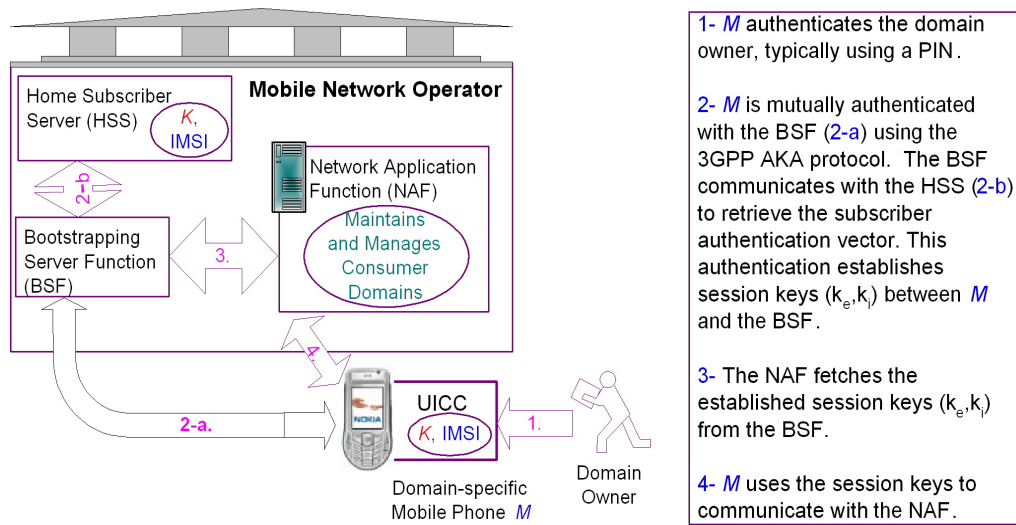 Mobile Network Operator
Home Subscriber
Server (HSS)
K,
IMSI
2-b
Network Application
Function (NAF)
Maintains
and Manages
Consumer
Domains
Bootstrapping
Server Function
(BSF)
3.
4.
2-a.
NOKIA
UICC
K, IMSI
1.
Domain-specific
Mobile Phone M
Domain
Owner
1- M authenticates the domain
owner, typically using a PIN.
2- M is mutually authenticated
with the BSF (2-a) using the
3GPP AKA protocol. The BSF
communicates with the HSS (2-b)
to retrieve the subscriber
authentication vector. This
authentication establishes
session keys (ke,ki) between M
and the BSF.
3- The NAF fetches the
established session keys (ke,ki)
from the BSF.
4- M uses the session keys to
communicate with the NAF.